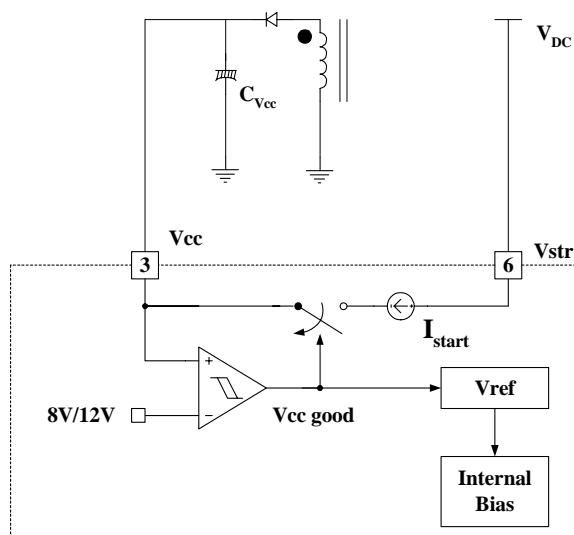 V_DC
C_Vcc
Vcc
Vstr
3
6
I_start
+
8V/12V
−
Vcc good
Vref
Internal
Bias